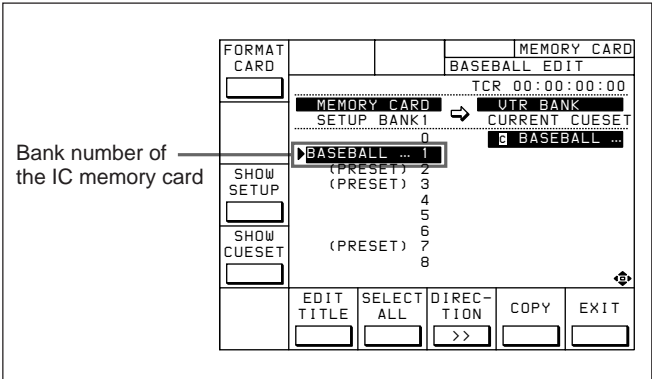 FORMAT
CARD
MEMORY CARD
BASEBALL EDIT
TCR 00:00:00:00
MEMORY CARD
SETUP BANK1
VTR BANK
CURRENT CUESET
0
C BASEBALL …
BASEBALL … 1
(PRESET) 2
(PRESET) 3
4
5
6
(PRESET) 7
8
Bank number of
the IC memory card
SHOW
SETUP
SHOW
CUESET
EDIT
TITLE
SELECT
ALL
DIREC-
TION
>>
COPY
EXIT